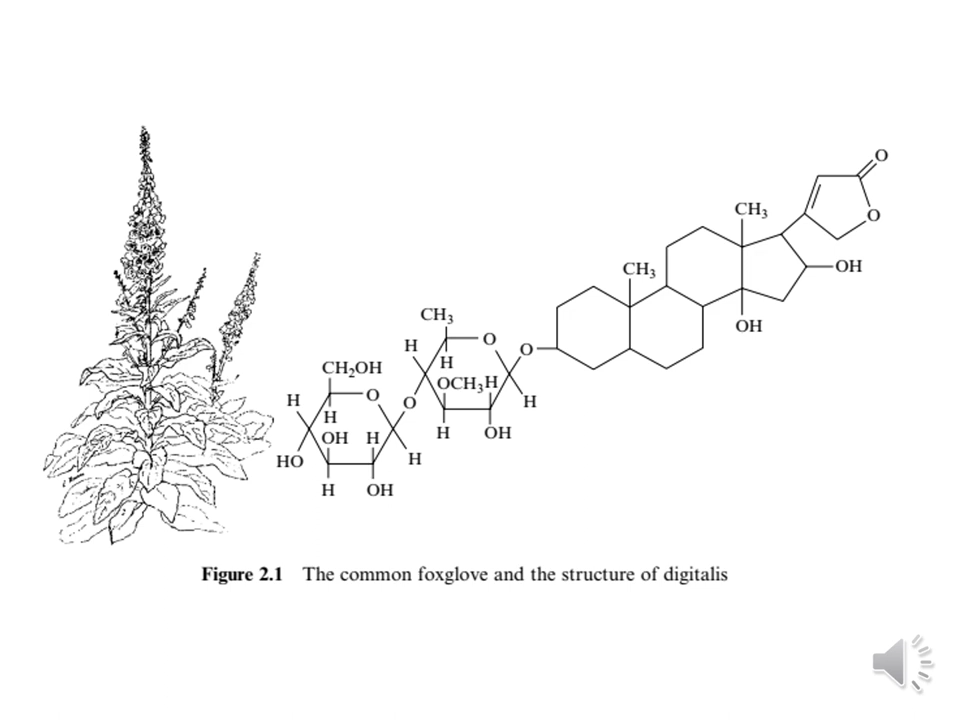 O
O
CH₃
OH
CH₃
OH
CH₃
O
H
O
H
CH₂OH
OCH₃H
H
O
O
H
H
OH
H
H
OH
HO
H
H
OH
Figure 2.1 The common foxglove and the structure of digitalis